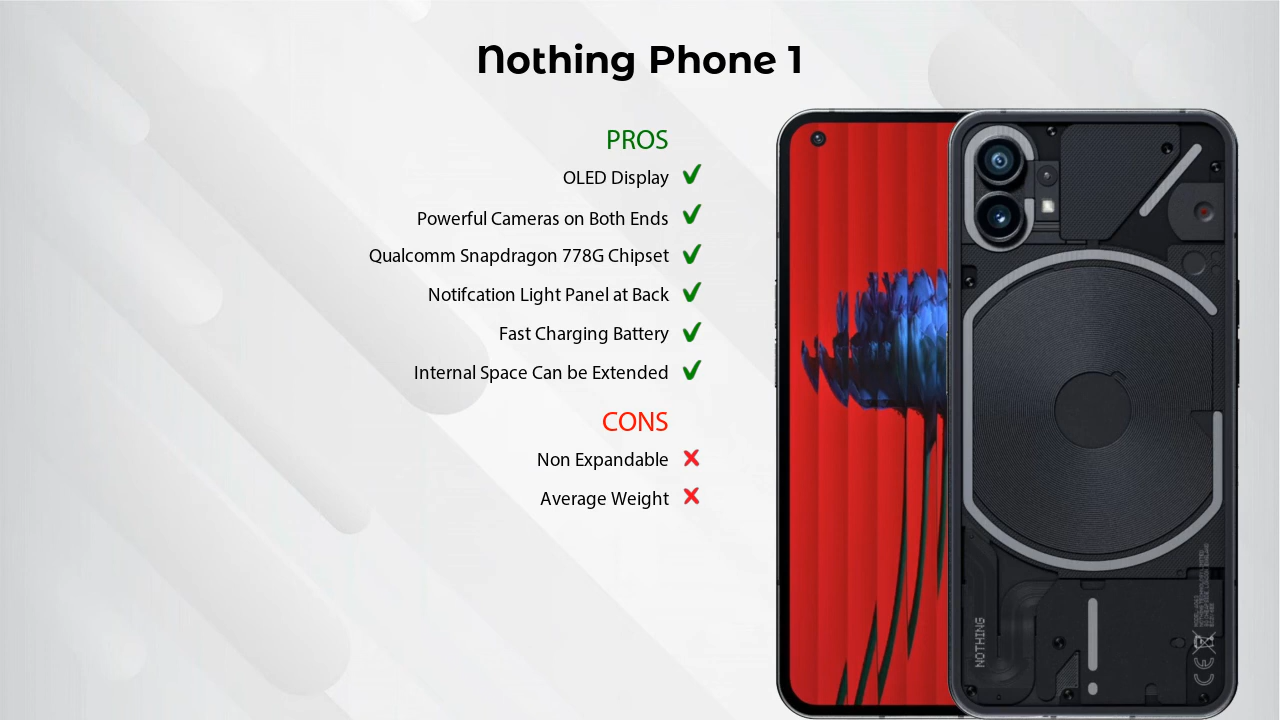 Nothing Phone 1
PROS
OLED Display
Powerful Cameras on Both Ends
Qualcomm Snapdragon 778G Chipset
Notifcation Light Panel at Back
Fast Charging Battery
Internal Space Can be Extended
CONS
Non Expandable
Average Weight
NOTHING